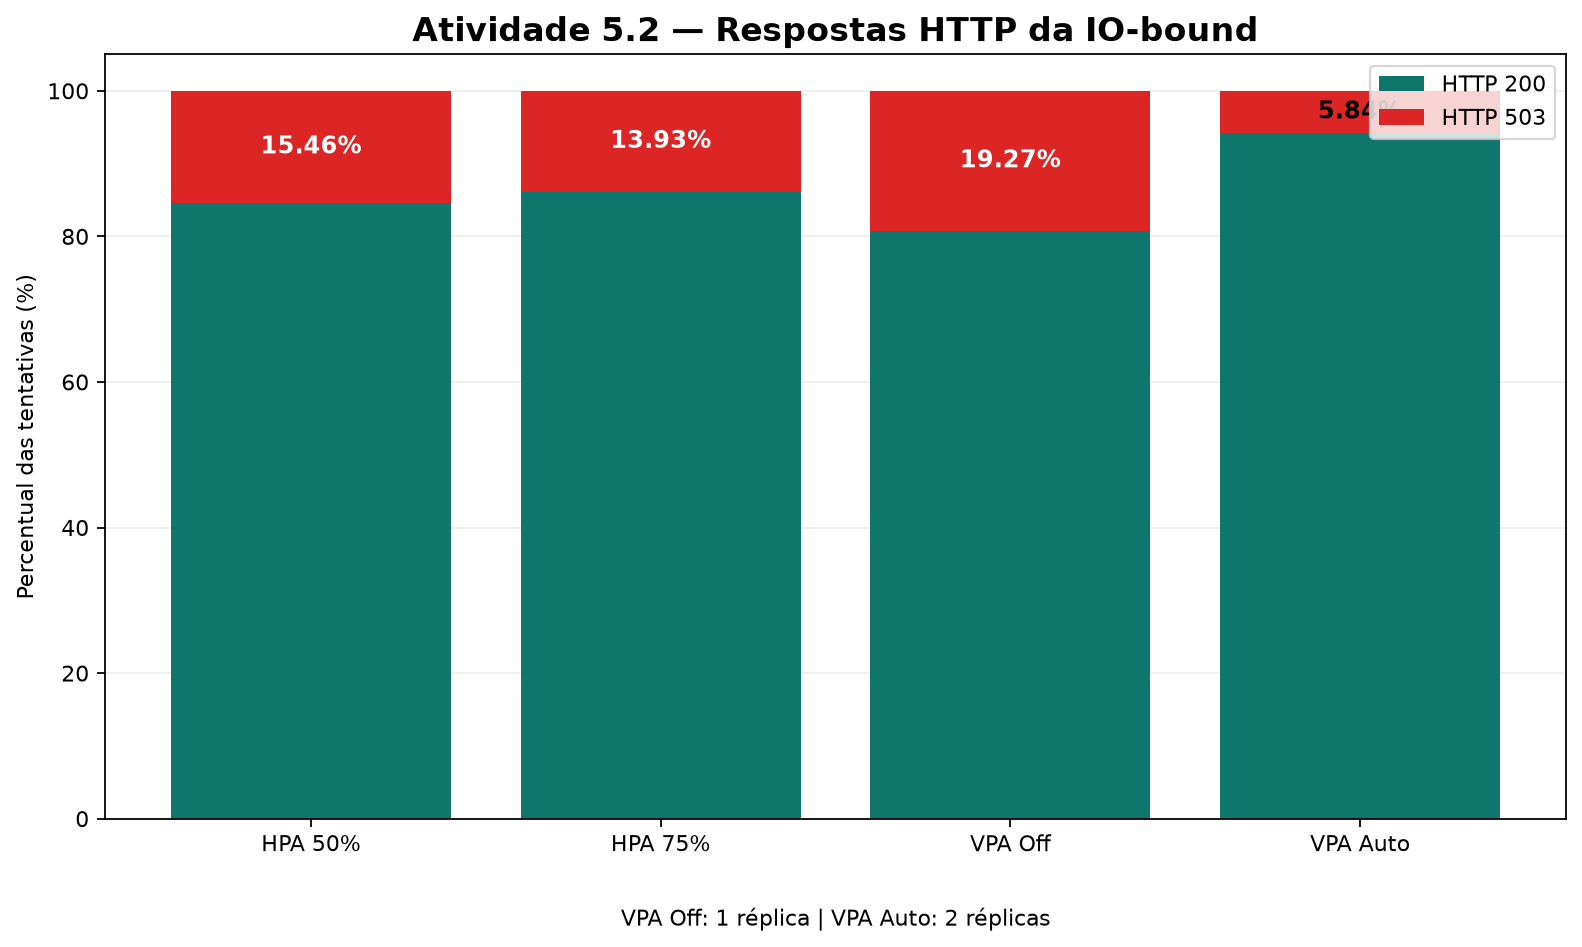 Atividade 5.2 — Respostas HTTP da IO-bound
HTTP 200
HTTP 503
15.46%
13.93%
19.27%
5.84%
Percentual das tentativas (%)
100
80
60
40
20
0
HPA 50%
HPA 75%
VPA Off
VPA Auto
VPA Off: 1 réplica | VPA Auto: 2 réplicas